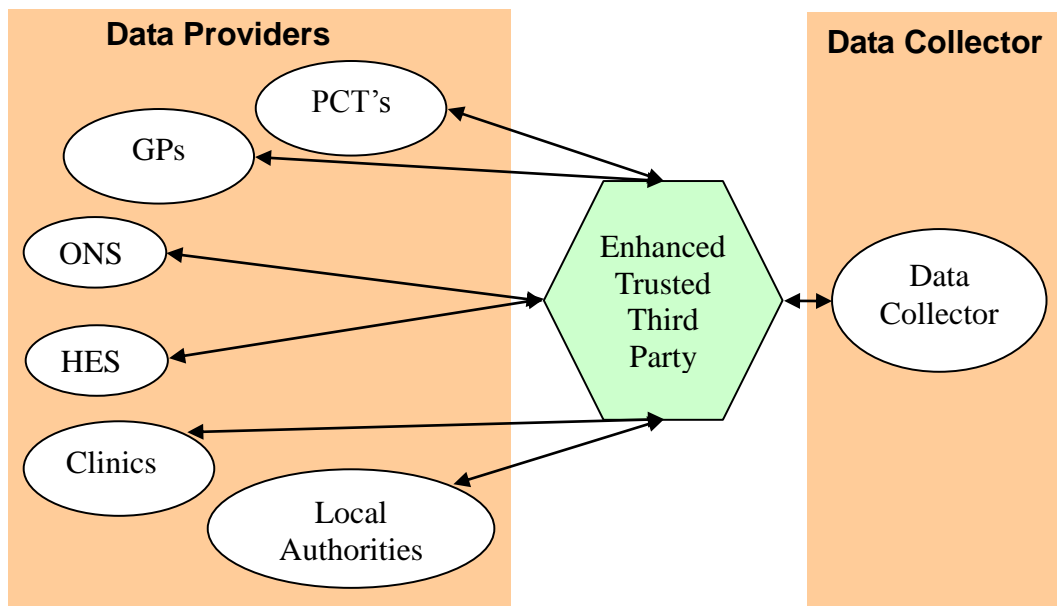 Data Providers
PCT's
GPs
ONS
HES
Clinics
Local
Authorities
Enhanced
Trusted
Third
Party
Data Collector
Data
Collector